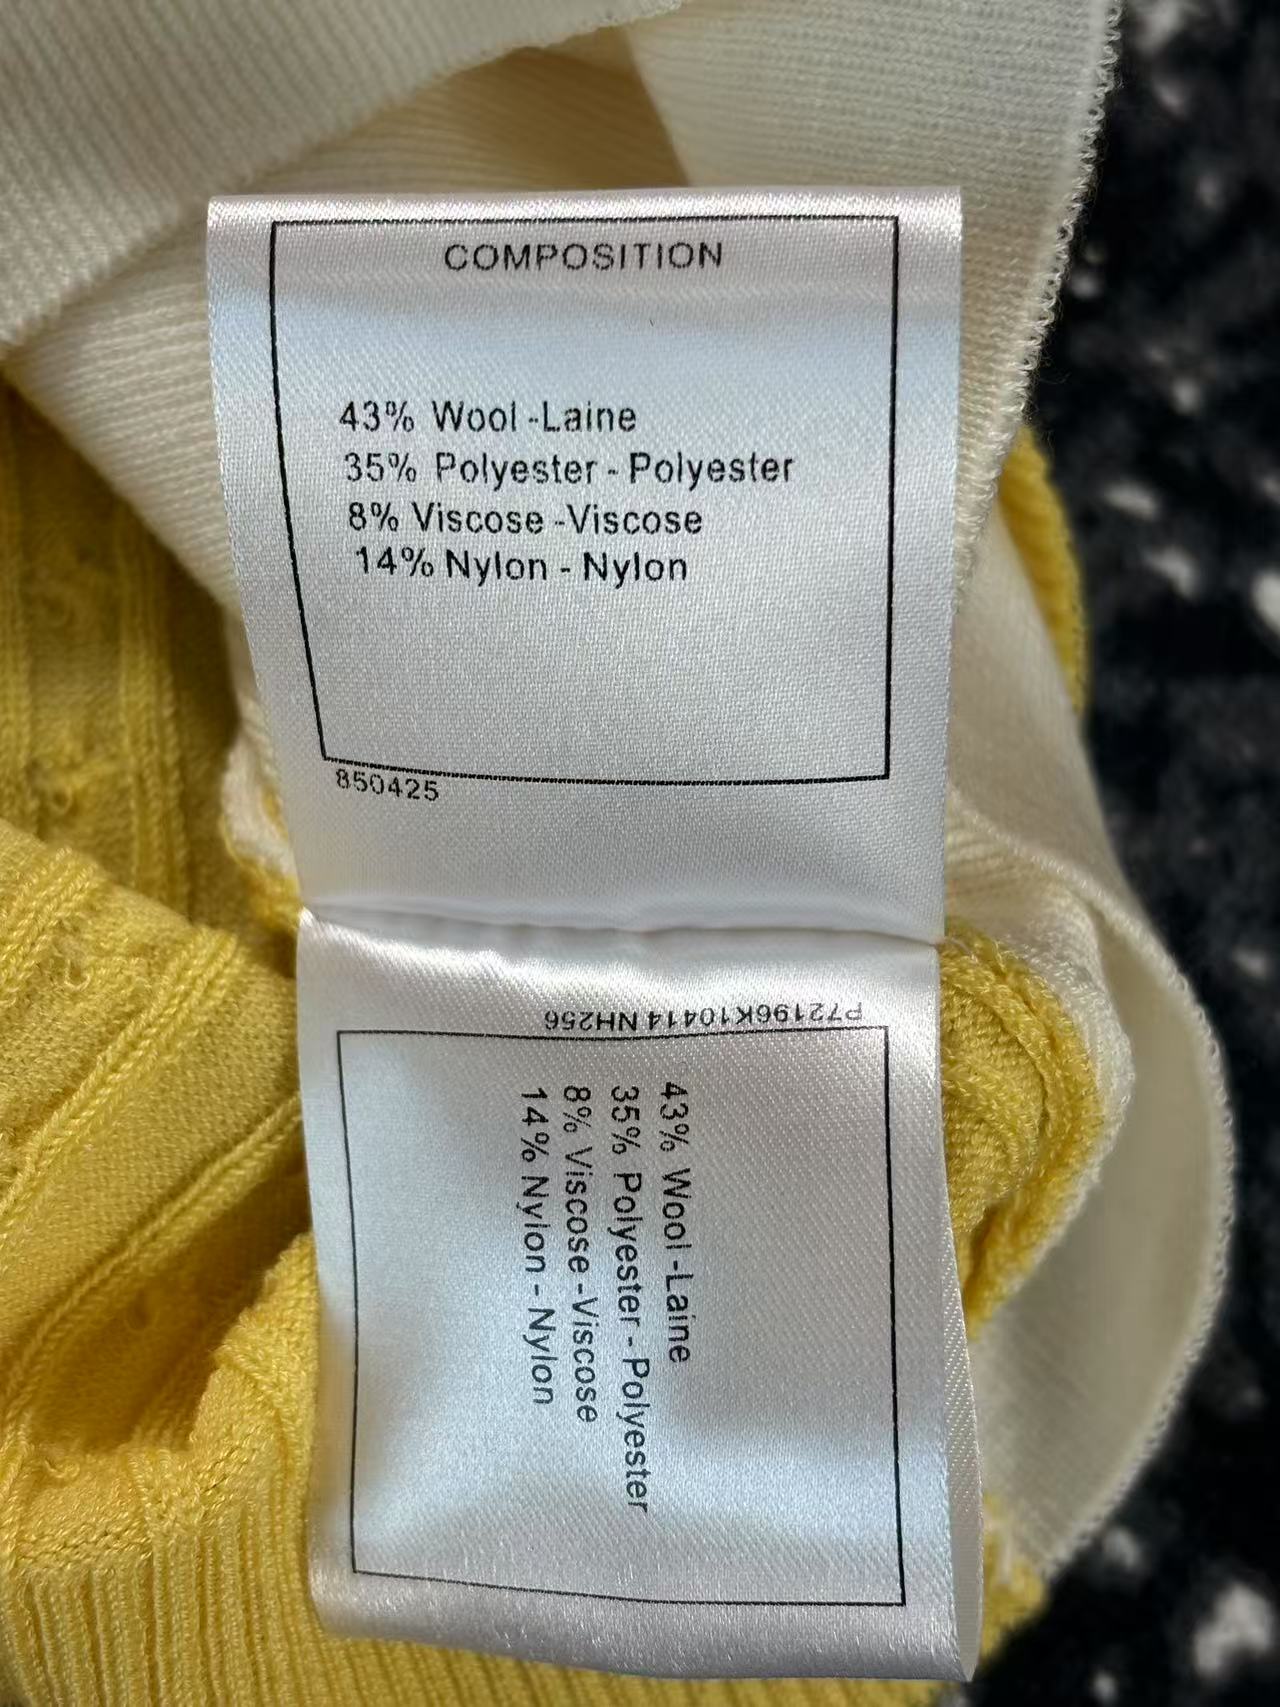 COMPOSITION
43% Wool -Laine
35% Polyester - Polyester
8% Viscose -Viscose
14% Nylon - Nylon
850425
P72196K10414 NH256
43% Wool -Laine
35% Polyester - Polyester
8% Viscose -Viscose
14% Nylon - Nylon